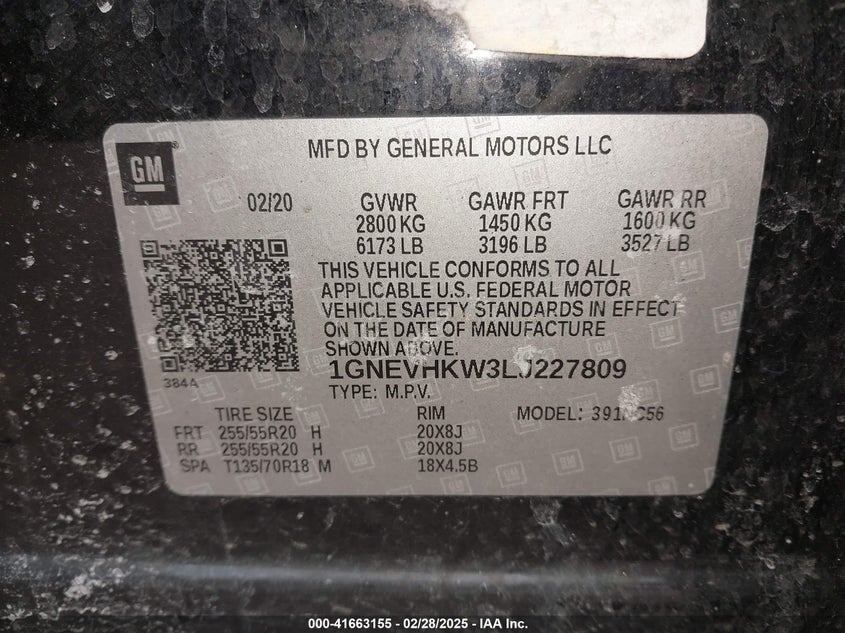 GM
MFD BY GENERAL MOTORS LLC
02/20 GVWR GAWR FRT GAWR RR
2800 KG 1450 KG 1600 KG
6173 LB 3196 LB 3527 LB
THIS VEHICLE CONFORMS TO ALL
APPLICABLE U.S. FEDERAL MOTOR
VEHICLE SAFETY STANDARDS IN EFFECT
ON THE DATE OF MANUFACTURE
SHOWN ABOVE.
384A
1GNEVHKW3LJ227809
TYPE: M.P.V.
TIRE SIZE RIM MODEL:
FRT 255/55R20 H 20X8J
RR 255/55R20 H 20X8J
SPA T135/70R18 M 18X4.5B
000-41663155 - 02/28/2025 - IAA Inc.